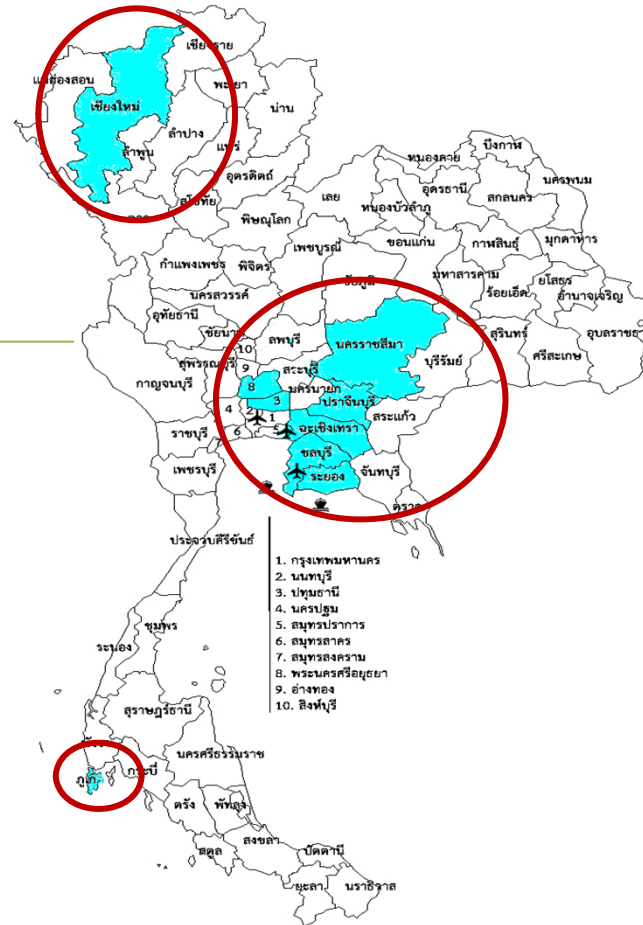 เชียงราย
แม่ฮ่องสอน
พะเยา
เชียงใหม่
น่าน
ลำปาง
แพร่
ลำพูน
อุตรดิตถ์
สุโขทัย
พิษณุโลก
เลย
หนองคาย
บึงกาฬ
นครพนม
อุดรธานี
สกลนคร
หนองบัวลำภู
ขอนแก่น
กาฬสินธุ์
มุกดาหาร
เพชรบูรณ์
กำแพงเพชร
พิจิตร
ชัยภูมิ
มหาสารคาม
ร้อยเอ็ด
ยโสธร
อำนาจเจริญ
นครสวรรค์
อุทัยธานี
ชัยนาท
ลพบุรี
นครราชสีมา
บุรีรัมย์
สุรินทร์
ศรีสะเกษ
อุบลราชธ
10
9
8
สุพรรณบุรี
สระบุรี
กาญจนบุรี
นครนายก
ปราจีนบุรี
3
4
2
1
สระแก้ว
ฉะเชิงเทรา
ราชบุรี
6
5
ชลบุรี
เพชรบุรี
ระยอง
จันทบุรี
ตราด
ประจวบคีรีขันธ์
1. กรุงเทพมหานคร
2. นนทบุรี
3. ปทุมธานี
4. นครปฐม
5. สมุทรปราการ
6. สมุทรสาคร
7. สมุทรสงคราม
8. พระนครศรีอยุธยา
9. อ่างทอง
10. สิงห์บุรี
ชุมพร
ระนอง
สุราษฎร์ธานี
นครศรีธรรมราช
กระบี่
ภูเก็
ตรัง
พัทลุง
สตูล
สงขลา
ปัตตานี
ยะลา
นราธิวาส